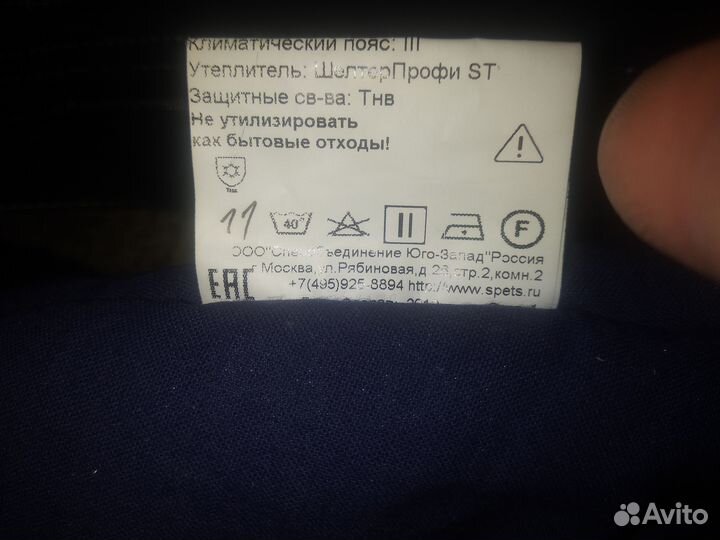 Климатический пояс: III
Утеплитель: ШелтерПрофи ST
Защитные св-ва: Тнв
Не утилизировать
как бытовые отходы!
Тнв
11 40° F
ООО"Спецобъединение Юго-Запад"Россия
г.Москва,ул.Рябиновая,д.26,стр.2,комн.2
+7(495)925-8894 http://www.spets.ru
EAC
Avito